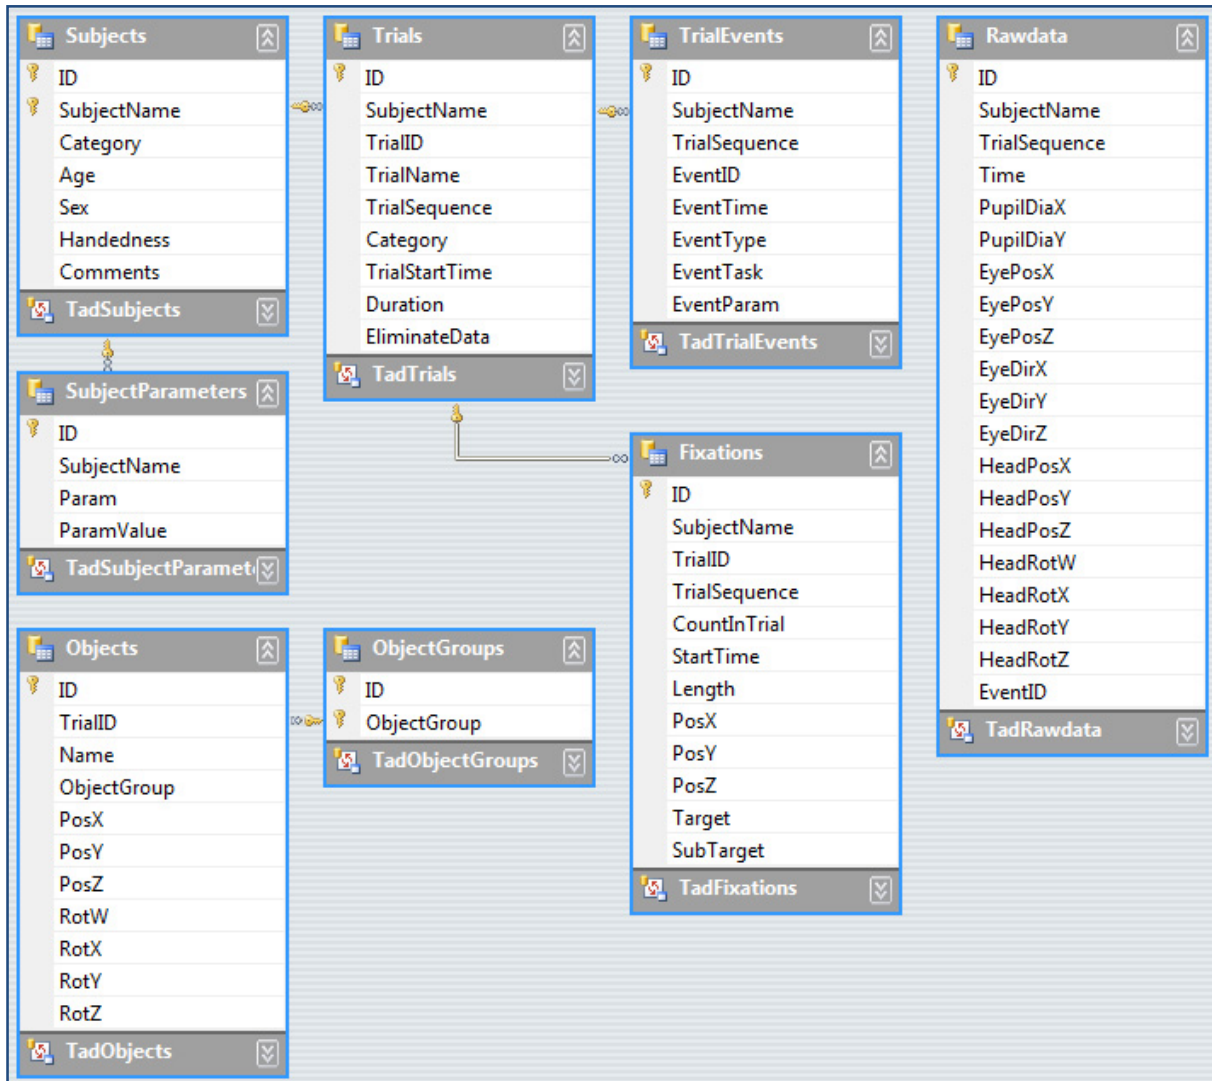 Subjects
ID
SubjectName
Category
Age
Sex
Handedness
Comments
TadSubjects
SubjectParameters
ID
SubjectName
Param
ParamValue
TadSubjectParamet
Objects
ID
TrialID
Name
ObjectGroup
PosX
PosY
PosZ
RotW
RotX
RotY
RotZ
TadObjects
Trials
ID
SubjectName
TrialID
TrialName
TrialSequence
Category
TrialStartTime
Duration
EliminateData
TadTrials
ObjectGroups
ID
ObjectGroup
TadObjectGroups
TrialEvents
ID
SubjectName
TrialSequence
EventID
EventTime
EventType
EventTask
EventParam
TadTrialEvents
Fixations
ID
SubjectName
TrialID
TrialSequence
CountInTrial
StartTime
Length
PosX
PosY
PosZ
Target
SubTarget
TadFixations
Rawdata
ID
SubjectName
TrialSequence
Time
PupilDiaX
PupilDiaY
EyePosX
EyePosY
EyePosZ
EyeDirX
EyeDirY
EyeDirZ
HeadPosX
HeadPosY
HeadPosZ
HeadRotW
HeadRotX
HeadRotY
HeadRotZ
EventID
TadRawdata